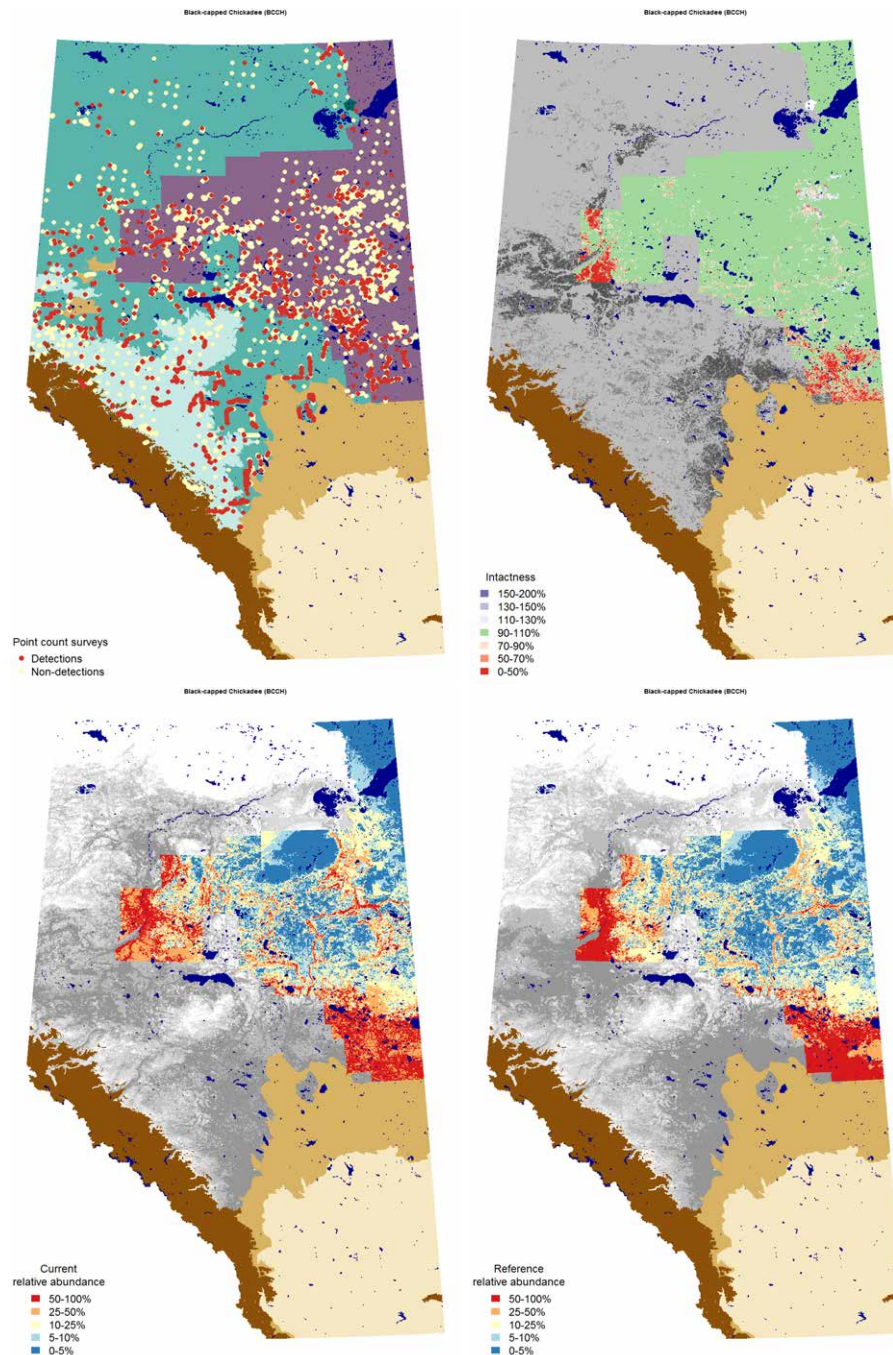 Black-capped Chickadee (BCCH)
Point count surveys
Detections
Non-detections
Black-capped Chickadee (BCCH)
Intactness
150-200%
130-150%
110-130%
90-110%
70-90%
50-70%
0-50%
Black-capped Chickadee (BCCH)
Current
relative abundance
50-100%
25-50%
10-25%
5-10%
0-5%
Black-capped Chickadee (BCCH)
Reference
relative abundance
50-100%
25-50%
10-25%
5-10%
0-5%